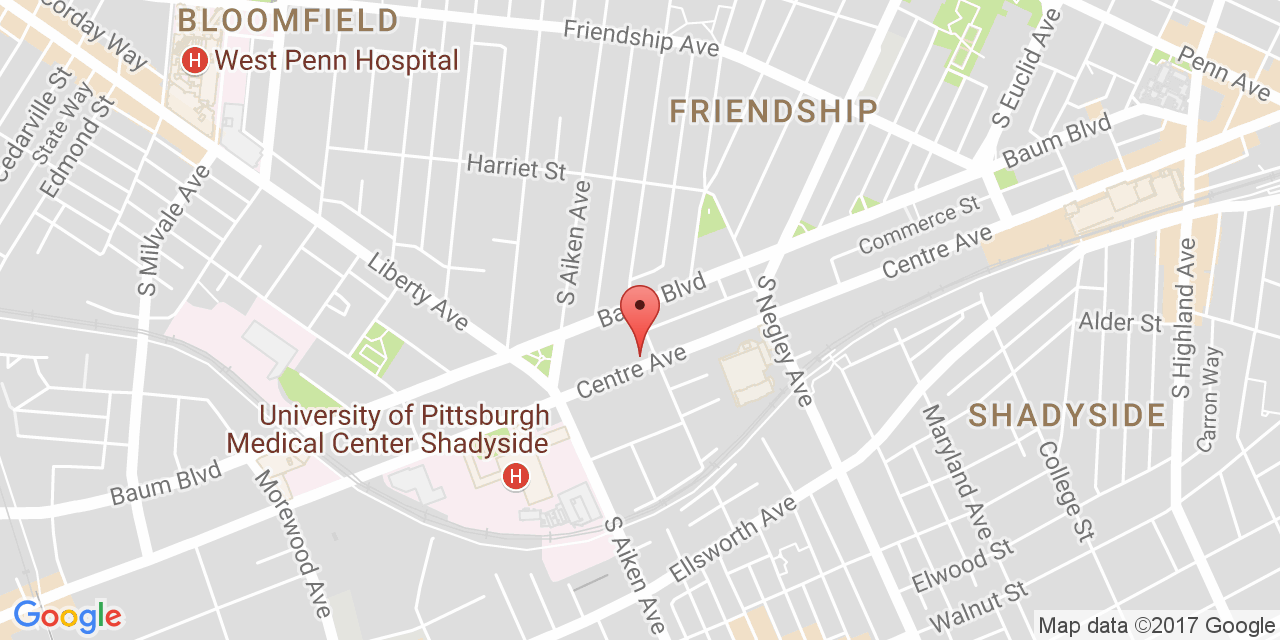 BLOOMFIELD
Corday Way
H West Penn Hospital
Friendship Ave
S Euclid Ave
Penn Ave
Cedarville St
State Way
Edmond St
FRIENDSHIP
Baum Blvd
Harriet St
S Millvale Ave
S Aiken Ave
Commerce St
Centre Ave
Liberty Ave
Baum Blvd
S Negley Ave
S Highland Ave
Alder St
Centre Ave
Carron Way
University of Pittsburgh
Medical Center Shadyside
H
SHADYSIDE
Maryland Ave
College St
Baum Blvd
Morewood Ave
S Aiken Ave
Ellsworth Ave
Elwood St
Walnut St
Google
Map data ©2017 Google